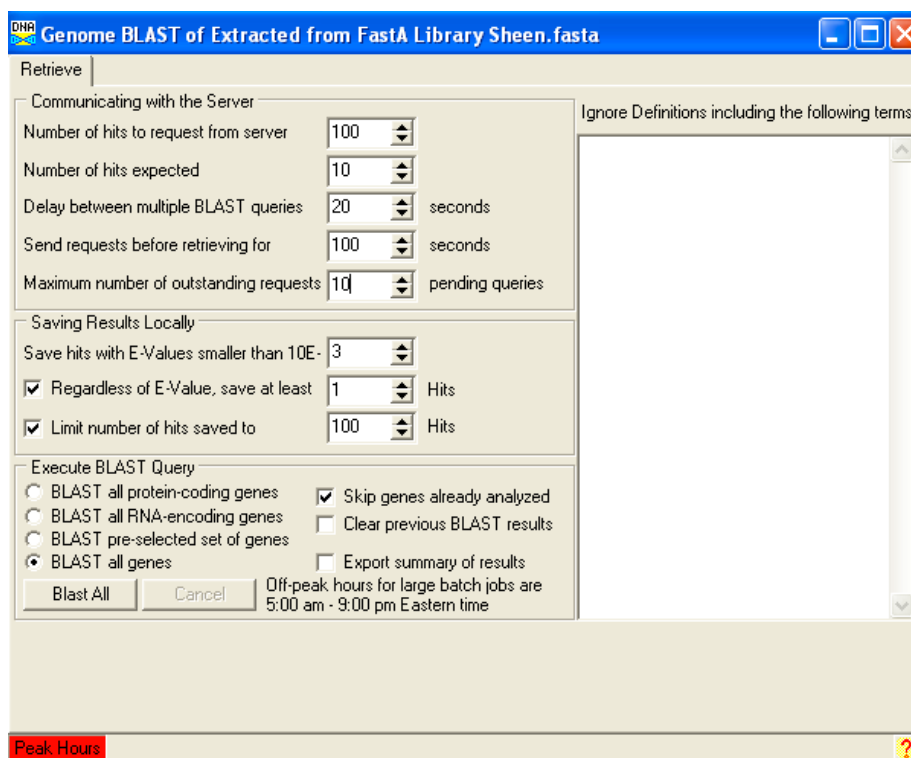 DNA
Genome BLAST of Extracted from FastA Library Sheen.fasta
Retrieve
Communicating with the Server
Number of hits to request from server 100
Number of hits expected 10
Delay between multiple BLAST queries 20 seconds
Send requests before retrieving for 100 seconds
Maximum number of outstanding requests 10 pending queries
Ignore Definitions including the following terms
Saving Results Locally
Save hits with E-Values smaller than 10E- 3
Regardless of E-Value, save at least 1 Hits
Limit number of hits saved to 100 Hits
Execute BLAST Query
BLAST all protein-coding genes
BLAST all RNA-encoding genes
BLAST pre-selected set of genes
BLAST all genes
Skip genes already analyzed
Clear previous BLAST results
Export summary of results
Blast All Cancel
Off-peak hours for large batch jobs are
5:00 am - 9:00 pm Eastern time
Peak Hours ?